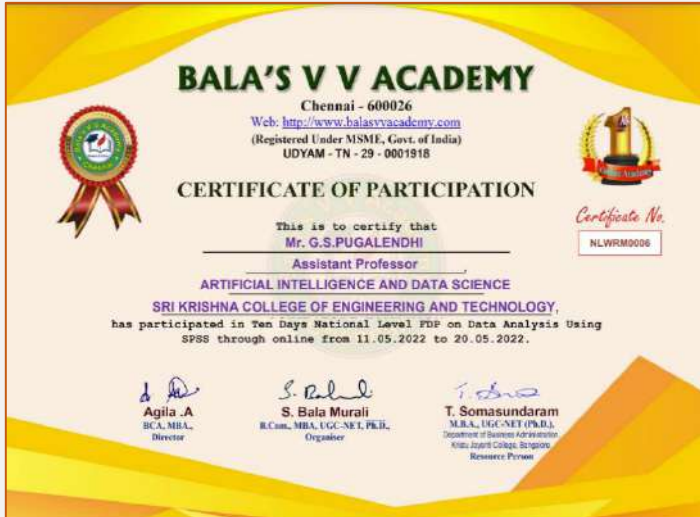 BALA'S V V ACADEMY
Chennai - 600026
Web: http://www.balasvvacademy.com
(Registered Under MSME, Govt. of India)
UDYAM - TN - 29 - 0001918
CERTIFICATE OF PARTICIPATION
Certificate No.
NLWRM0006
This is to certify that
Mr. G.S.PUGALENDHI
Assistant Professor,
ARTIFICIAL INTELLIGENCE AND DATA SCIENCE
SRI KRISHNA COLLEGE OF ENGINEERING AND TECHNOLOGY,
has participated in Ten Days National Level FDP on Data Analysis Using
SPSS through online from 11.05.2022 to 20.05.2022.
Agila .A
BCA, MBA.,
Director
S. Bala Murali
B.Com., MBA, UGC-NET, Ph.D.,
Organiser
T. Somasundaram
M.B.A., UGC-NET (Ph.D.),
Department of Business Administration
Kristu Jayanti College, Bangalore
Resource Person